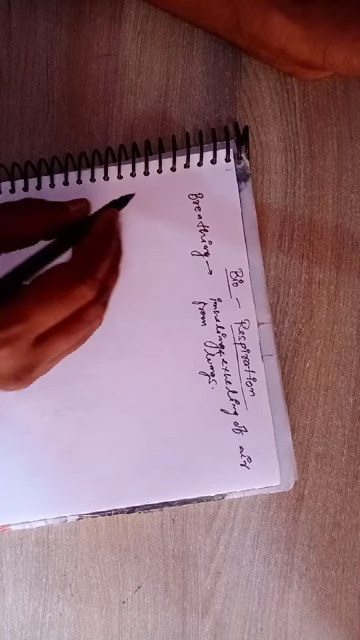 Bio - Respiration
Breathing → inhaling & exhaling of air
from lungs.